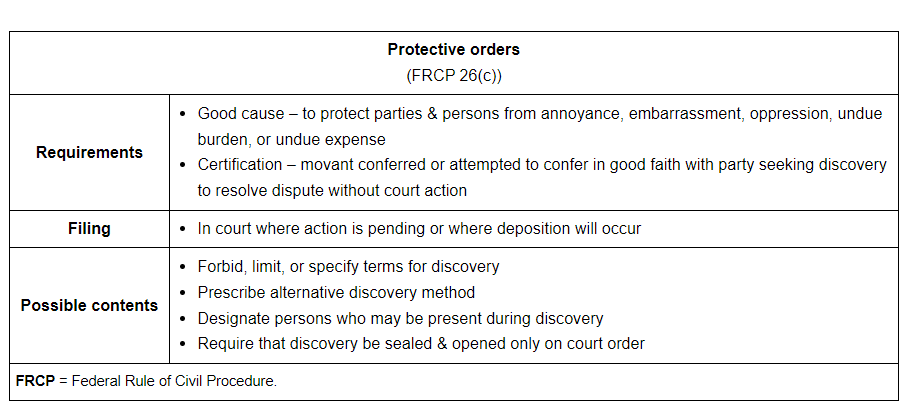 Protective orders
(FRCP 26(c))
Requirements
• Good cause – to protect parties & persons from annoyance, embarrassment, oppression, undue
burden, or undue expense
• Certification – movant conferred or attempted to confer in good faith with party seeking discovery
to resolve dispute without court action
Filing
• In court where action is pending or where deposition will occur
Possible contents
• Forbid, limit, or specify terms for discovery
• Prescribe alternative discovery method
• Designate persons who may be present during discovery
• Require that discovery be sealed & opened only on court order
FRCP = Federal Rule of Civil Procedure.